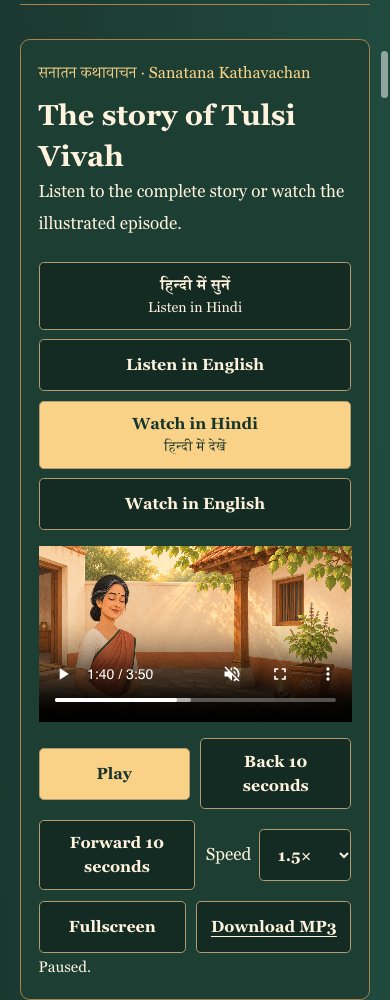 सनातन कथावाचन · Sanatana Kathavachan
The story of Tulsi
Vivah
Listen to the complete story or watch the
illustrated episode.
हिन्दी में सुनें
Listen in Hindi
Listen in English
Watch in Hindi
हिन्दी में देखें
Watch in English
1:40 / 3:50
Play
Back 10
seconds
Forward 10
seconds
Speed
1.5×
Fullscreen
Download MP3
Paused.